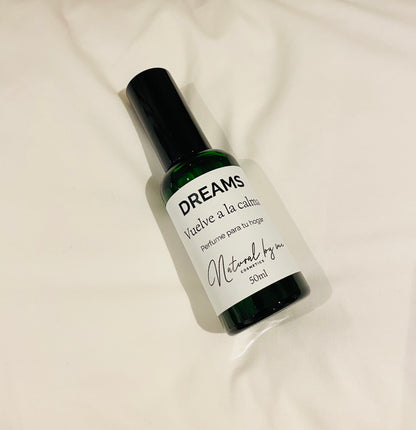 DREAMS
Vuelve a la calma
Perfume para tu hogar
Natural by m
COSMETICS
50ml